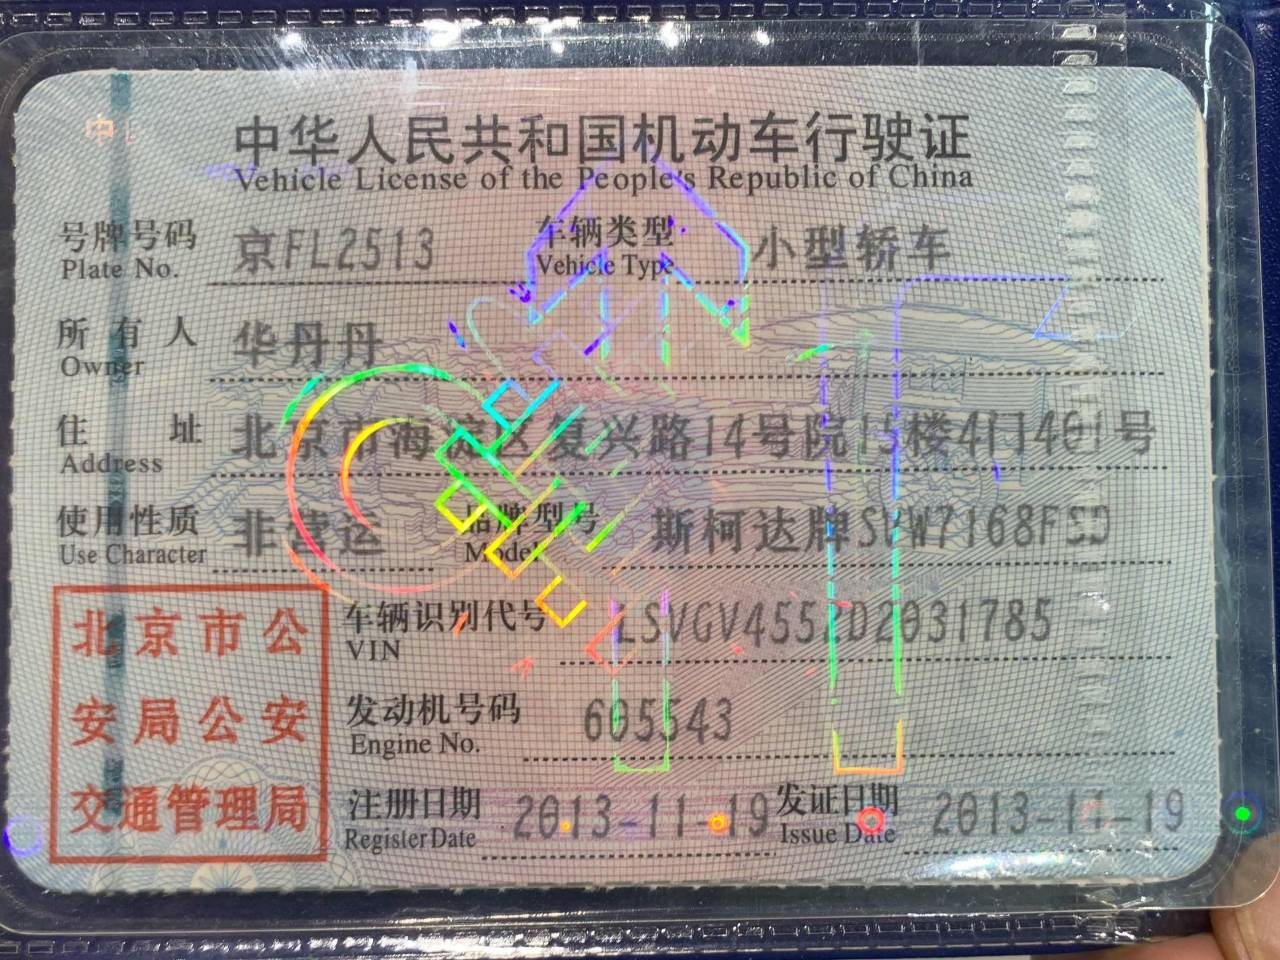 中华人民共和国机动车行驶证
Vehicle License of the People's Republic of China
号牌号码 京FL2513 车辆类型 小型轿车
Plate No. Vehicle Type
所有人 华丹丹
Owner
住址 北京市海淀区复兴路14号院15楼4门401号
Address
使用性质 非营运 品牌型号 斯柯达牌SVW7168FSD
Use Character Model
北京市公
安局公安
交通管理局
车辆识别代号 LSVGV4552D2031785
VIN
发动机号码 605543
Engine No.
注册日期 2013-11-19 发证日期 2013-11-19
Register Date Issue Date